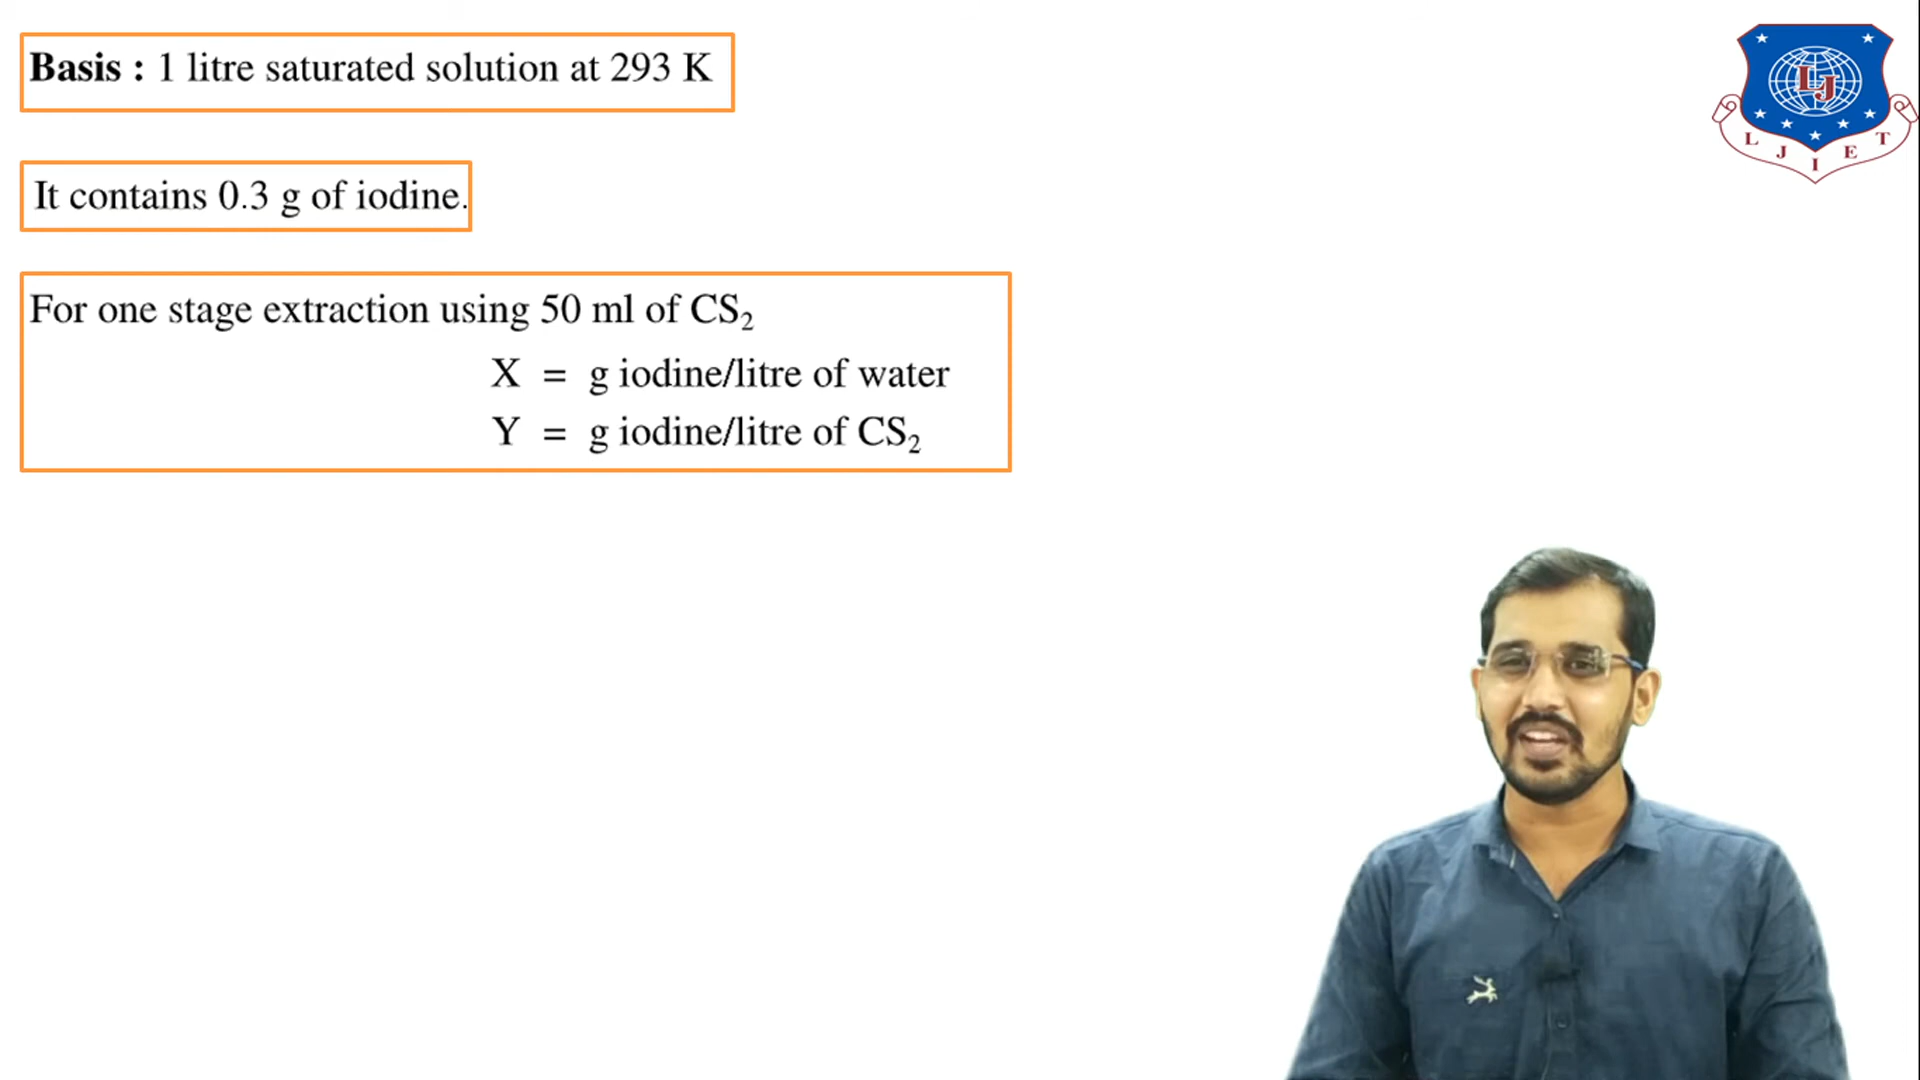 Basis : 1 litre saturated solution at 293 K
It contains 0.3 g of iodine.
For one stage extraction using 50 ml of CS₂
X = g iodine/litre of water
Y = g iodine/litre of CS₂
LJ
L J I E T